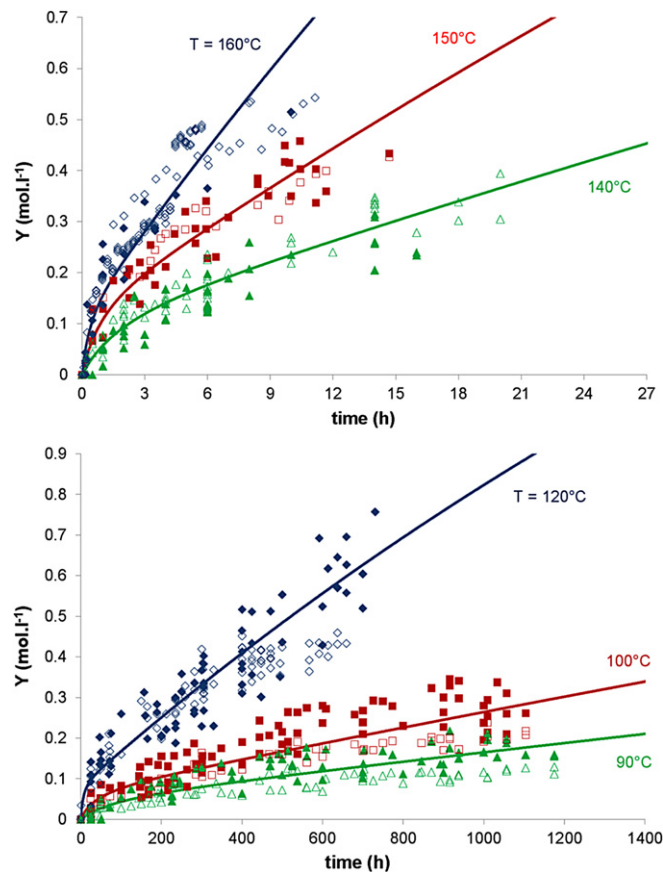 0.7
T = 160°C
150°C
0.6
0.5
Y (mol.l⁻¹)
0.4
140°C
0.3
0.2
0.1
0
0 3 6 9 12 15 18 21 24 27
time (h)
0.9
0.8
T = 120°C
0.7
0.6
Y (mol.l⁻¹)
0.5
0.4
100°C
0.3
0.2
90°C
0.1
0
0 200 400 600 800 1000 1200 1400
time (h)